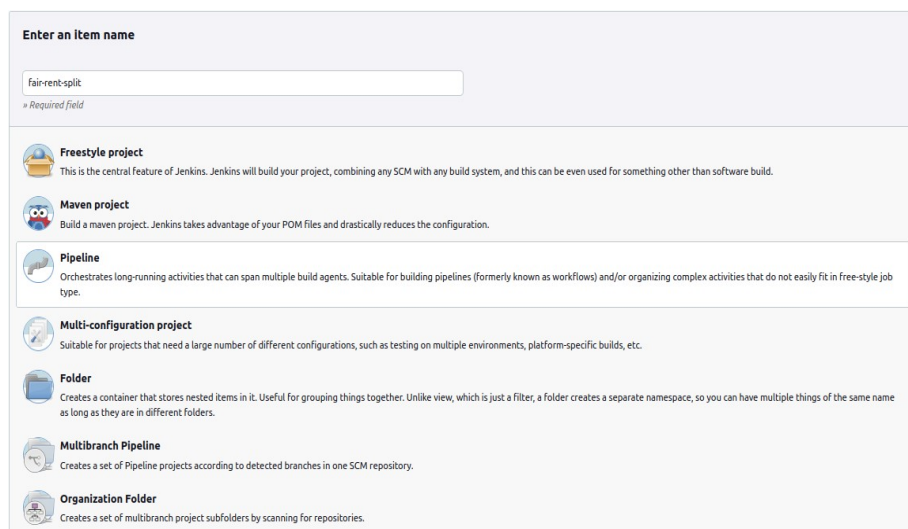 Enter an item name
fair-rent-split
» Required field
Freestyle project
This is the central feature of Jenkins. Jenkins will build your project, combining any SCM with any build system, and this can be even used for something other than software build.
Maven project
Build a maven project. Jenkins takes advantage of your POM files and drastically reduces the configuration.
Pipeline
Orchestrates long-running activities that can span multiple build agents. Suitable for building pipelines (formerly known as workflows) and/or organizing complex activities that do not easily fit in free-style job
type.
Multi-configuration project
Suitable for projects that need a large number of different configurations, such as testing on multiple environments, platform-specific builds, etc.
Folder
Creates a container that stores nested items in it. Useful for grouping things together. Unlike view, which is just a filter, a folder creates a separate namespace, so you can have multiple things of the same name
as long as they are in different folders.
Multibranch Pipeline
Creates a set of Pipeline projects according to detected branches in one SCM repository.
Organization Folder
Creates a set of multibranch project subfolders by scanning for repositories.